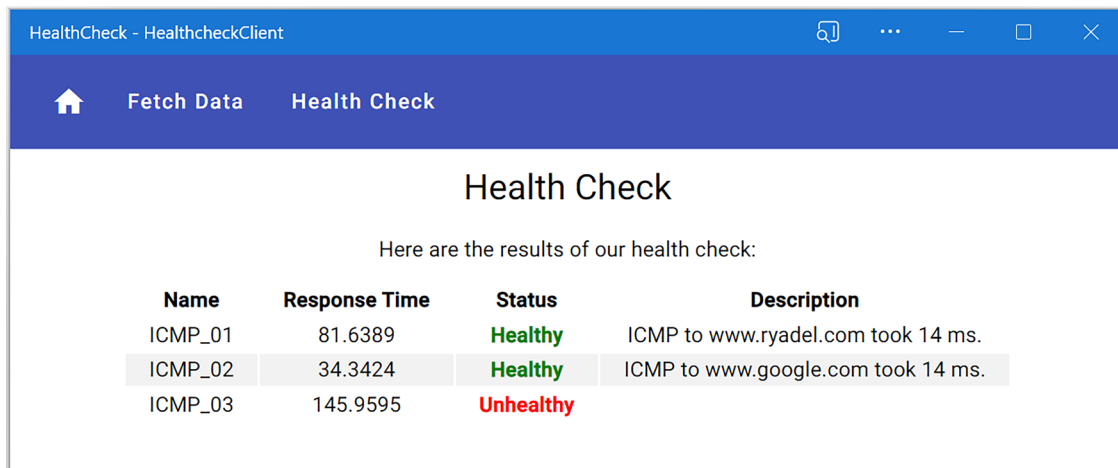 HealthCheck - HealthcheckClient
Fetch Data Health Check
Health Check
Here are the results of our health check:
Name Response Time Status Description
ICMP_01 81.6389 Healthy ICMP to www.ryadel.com took 14 ms.
ICMP_02 34.3424 Healthy ICMP to www.google.com took 14 ms.
ICMP_03 145.9595 Unhealthy